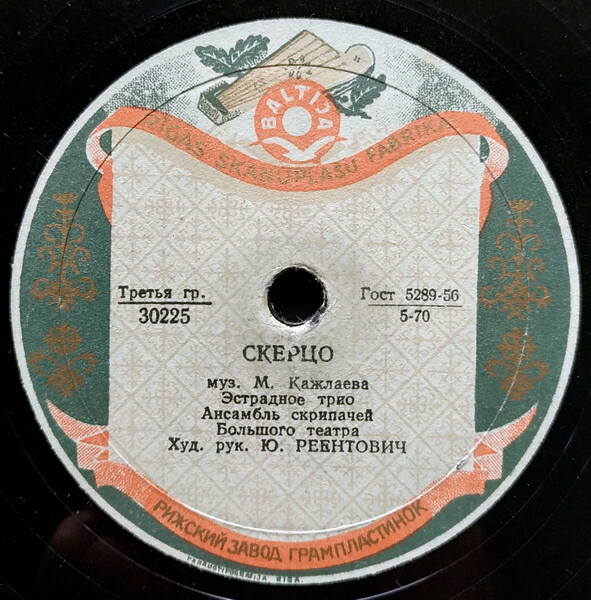 BALTIJA
RĪGAS SKAŅUPLAŠU FABRIKA
Третья гр.
30225
Гост 5289-56
5-70
СКЕРЦО
муз. М. Кажлаева
Эстрадное трио
Ансамбль скрипачей
Большого театра
Худ. рук. Ю. РЕЕНТОВИЧ
РИЖСКИЙ ЗАВОД ГРАМПЛАСТИНОК